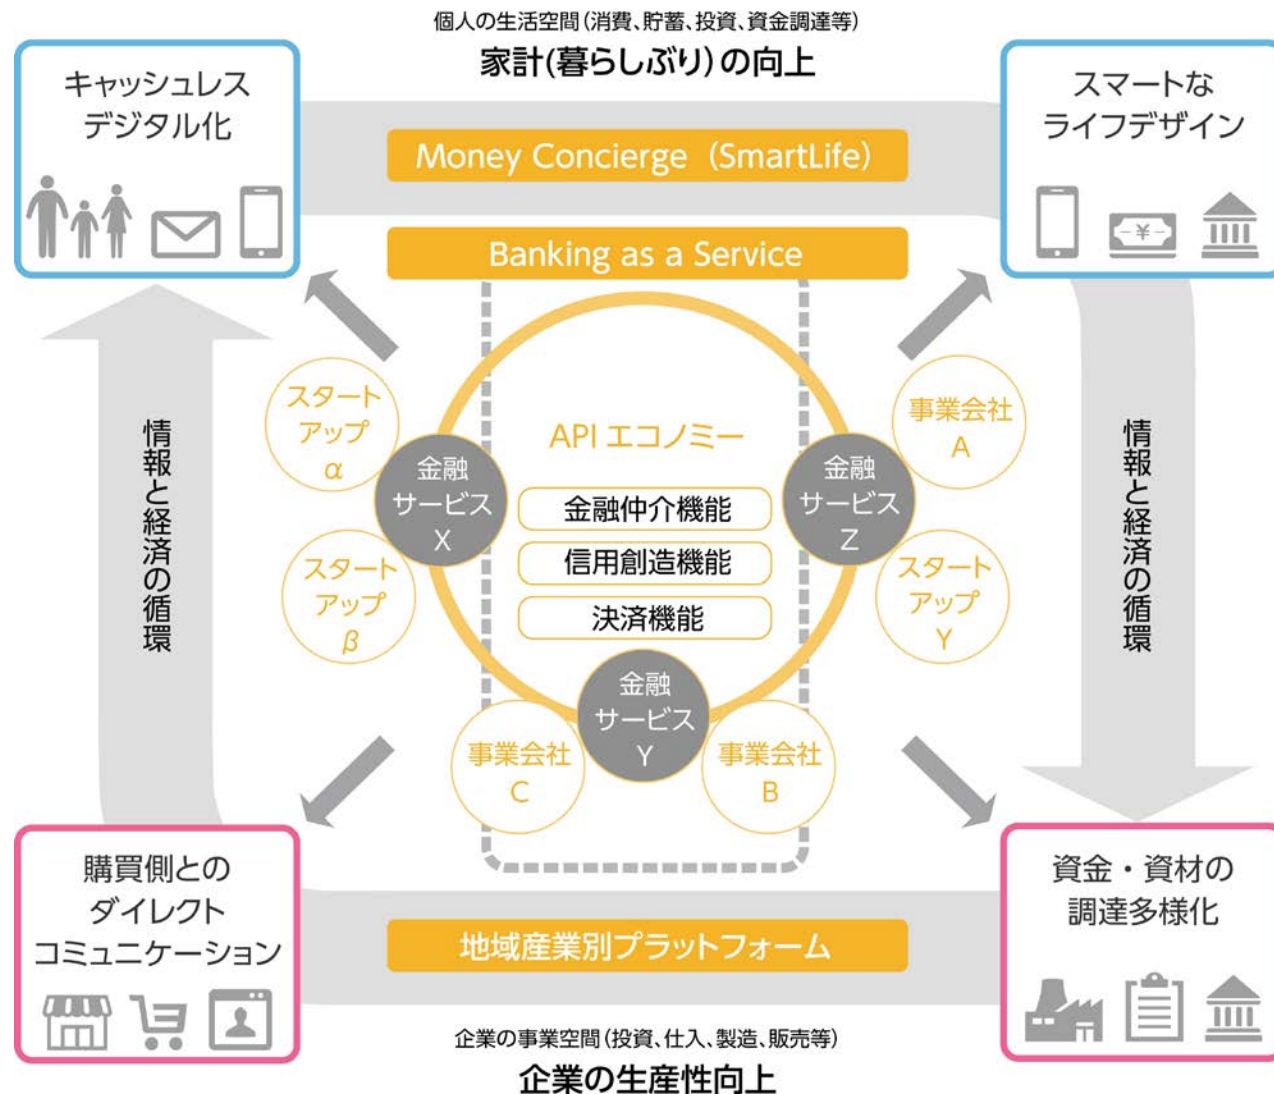 個人の生活空間(消費、貯蓄、投資、資金調達等)
家計(暮らしぶり)の向上
キャッシュレス
デジタル化
スマートな
ライフデザイン
Money Concierge（SmartLife）
Banking as a Service
情報と経済の循環
スタート
アップ
α
金融
サービス
X
スタート
アップ
β
API エコノミー
金融仲介機能
信用創造機能
決済機能
金融
サービス
Z
事業会社
A
スタート
アップ
Y
情報と経済の循環
金融
サービス
Y
事業会社
C
事業会社
B
購買側との
ダイレクト
コミュニケーション
地域産業別プラットフォーム
資金・資材の
調達多様化
¥
企業の事業空間(投資、仕入、製造、販売等)
企業の生産性向上